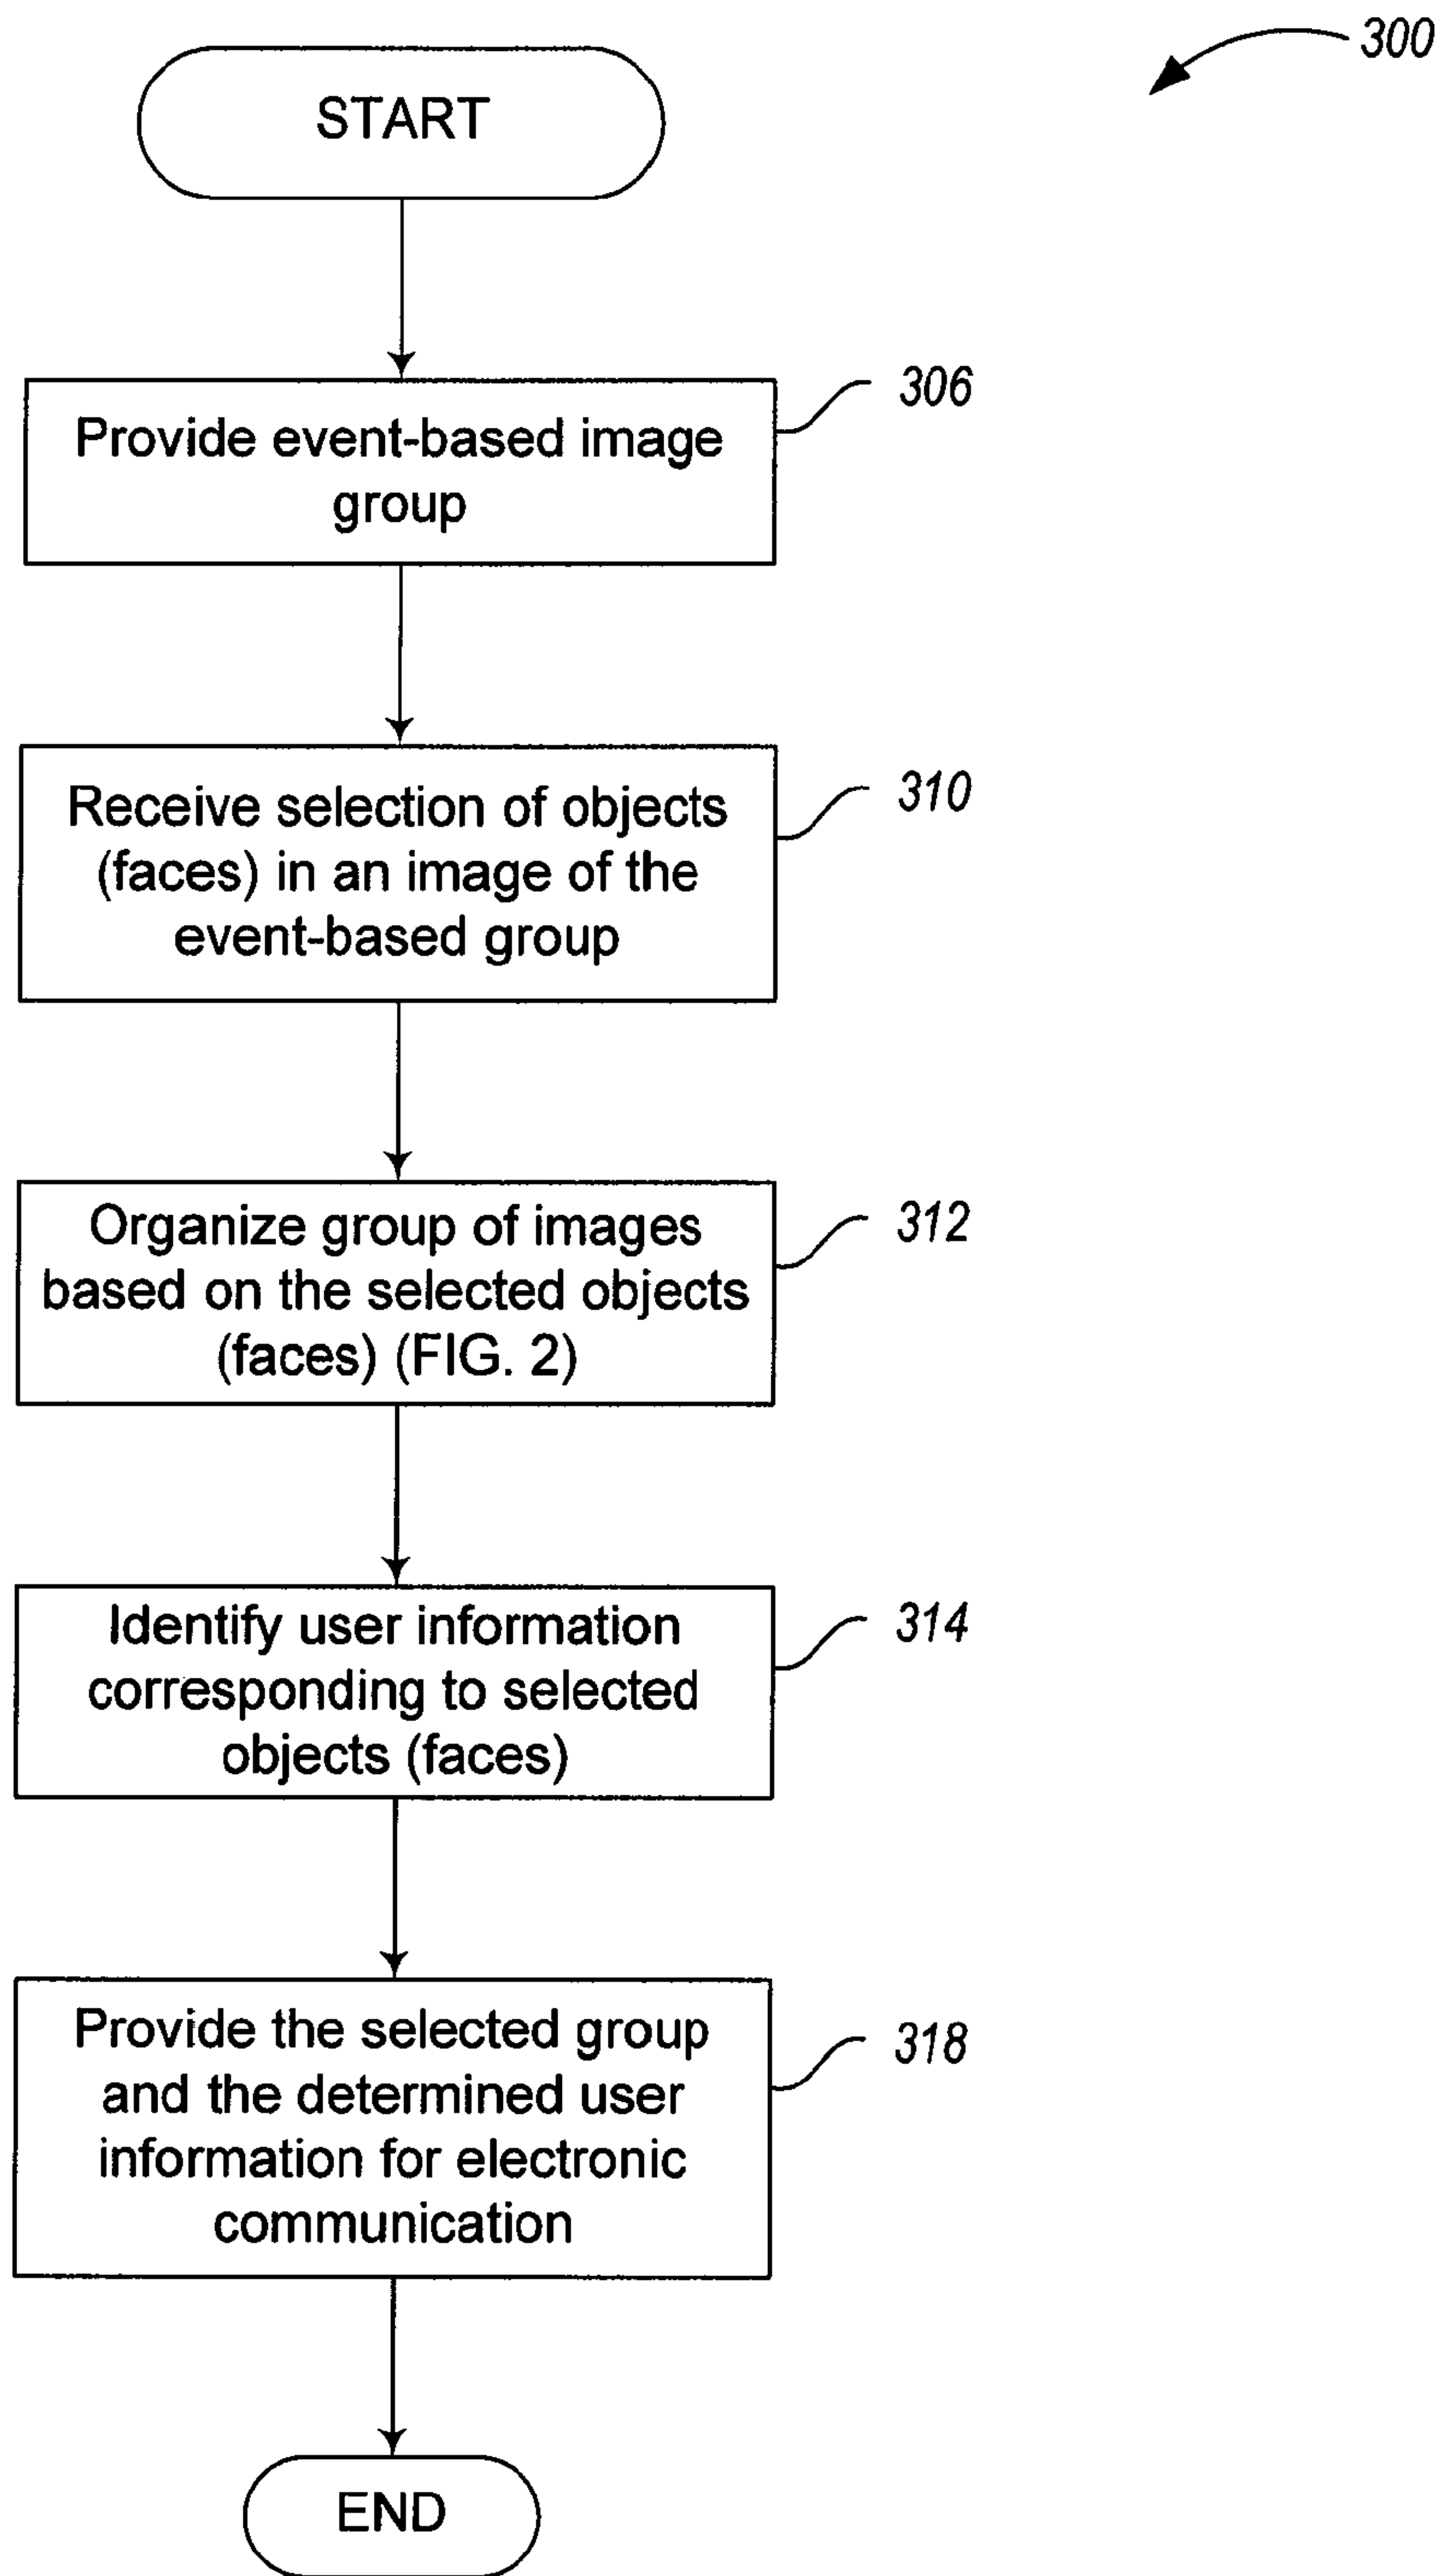 300
START
306
Provide event-based image
group
310
Receive selection of objects
(faces) in an image of the
event-based group
312
Organize group of images
based on the selected objects
(faces) (FIG. 2)
314
Identify user information
corresponding to selected
objects (faces)
318
Provide the selected group
and the determined user
information for electronic
communication
END